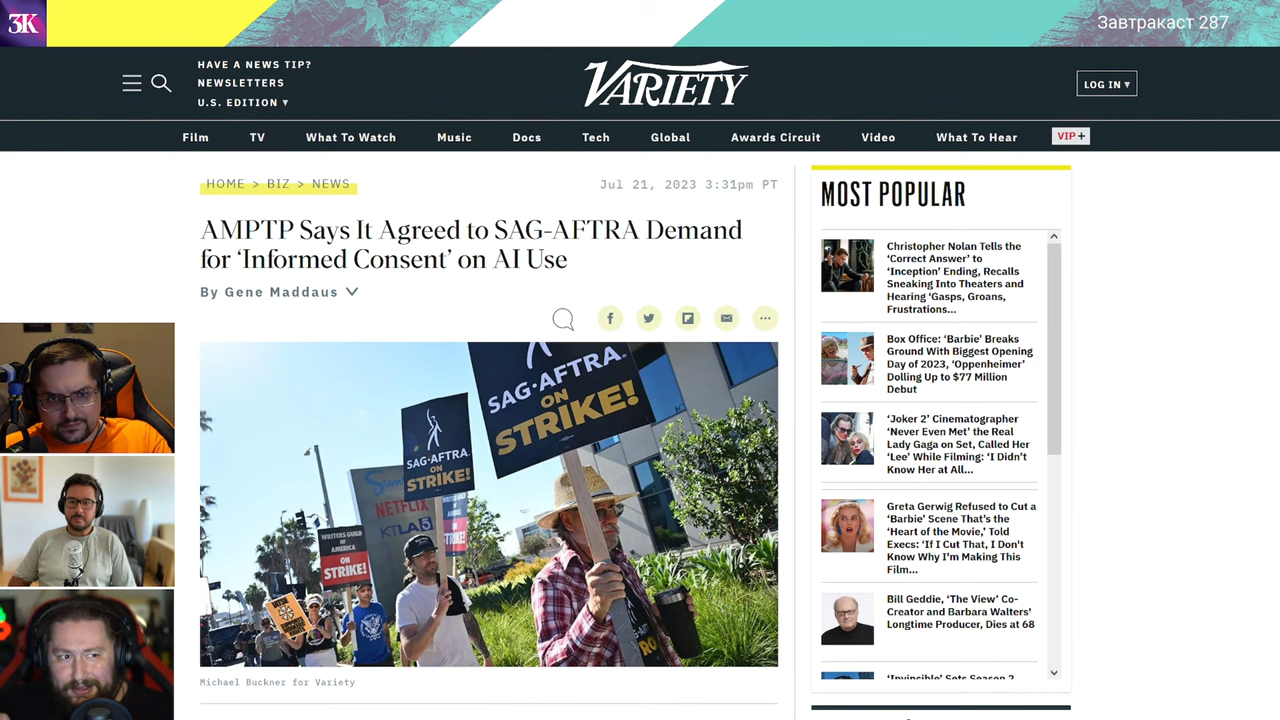 3K
Завтракаст 287
HAVE A NEWS TIP?
NEWSLETTERS
U.S. EDITION ▾
VARIETY
LOG IN ▾
Film TV What To Watch Music Docs Tech Global Awards Circuit Video What To Hear VIP+
HOME > BIZ > NEWS
Jul 21, 2023 3:31pm PT
AMPTP Says It Agreed to SAG-AFTRA Demand
for ‘Informed Consent’ on AI Use
By Gene Maddaus
SAG·AFTRA
ON
STRIKE!
SAG·AFTRA
ON
STRIKE!
NETFLIX
KTLA5
WRITERS GUILD
OF
AMERICA
ON
STRIKE!
Michael Buckner for Variety
MOST POPULAR
Christopher Nolan Tells the
‘Correct Answer’ to
‘Inception’ Ending, Recalls
Sneaking Into Theaters and
Hearing ‘Gasps, Groans,
Frustrations...
Box Office: ‘Barbie’ Breaks
Ground With Biggest Opening
Day of 2023, ‘Oppenheimer’
Dolling Up to $77 Million
Debut
‘Joker 2’ Cinematographer
‘Never Even Met’ the Real
Lady Gaga on Set, Called Her
‘Lee’ While Filming: ‘I Didn’t
Know Her at All...
Greta Gerwig Refused to Cut a
‘Barbie’ Scene That’s the
‘Heart of the Movie,’ Told
Execs: ‘If I Cut That, I Don’t
Know Why I’m Making This
Film...
Bill Geddie, ‘The View’ Co-
Creator and Barbara Walters'
Longtime Producer, Dies at 68
‘Invincible’ Sets Season 2